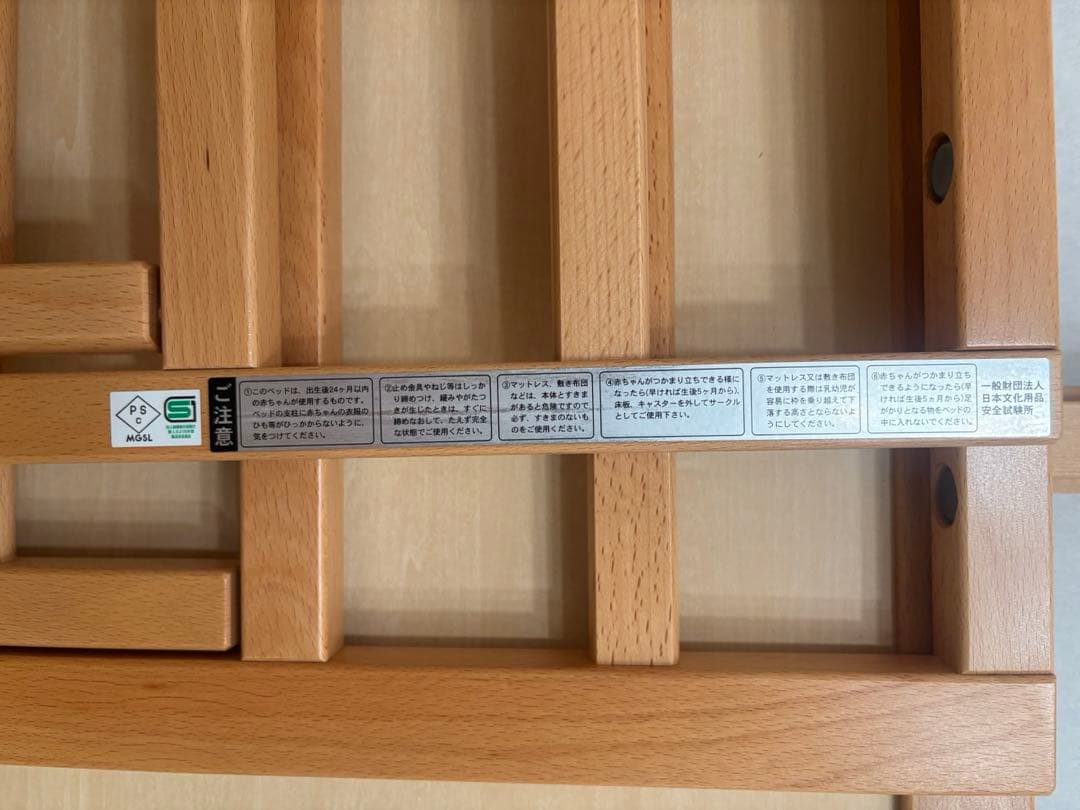 PS
C
MGSL
ご注意
①このベッドは、出生後24ヶ月以内
の赤ちゃんが使用するものです。
ベッドの支柱に赤ちゃんの衣服の
ひも等がひっかからないように、
気をつけてください。
②止め金具やねじ等はしっか
り締めつけ、緩みやがたつ
きが生じたときは、すぐに
締めなおして、たえず完全
な状態でご使用ください。
③マットレス、敷き布団
などは、本体とすきま
があると危険ですので
必ず、すきまのないも
のをご使用ください。
④赤ちゃんがつかまり立ちできる様に
なったら(早ければ生後5ヶ月から)、
床板、キャスターを外してサークル
としてご使用下さい。
⑤マットレス又は敷き布団
を使用する際は乳幼児が
容易に枠を乗り越えて下
落する高さとならないよ
うにしてください。
⑥赤ちゃんがつかまり立ち
できるようになったら(早
ければ生後5ヵ月から)足
がかりとなる物をベッドの
中に入れないでください。
一般財団法人
日本文化用品
安全試験所